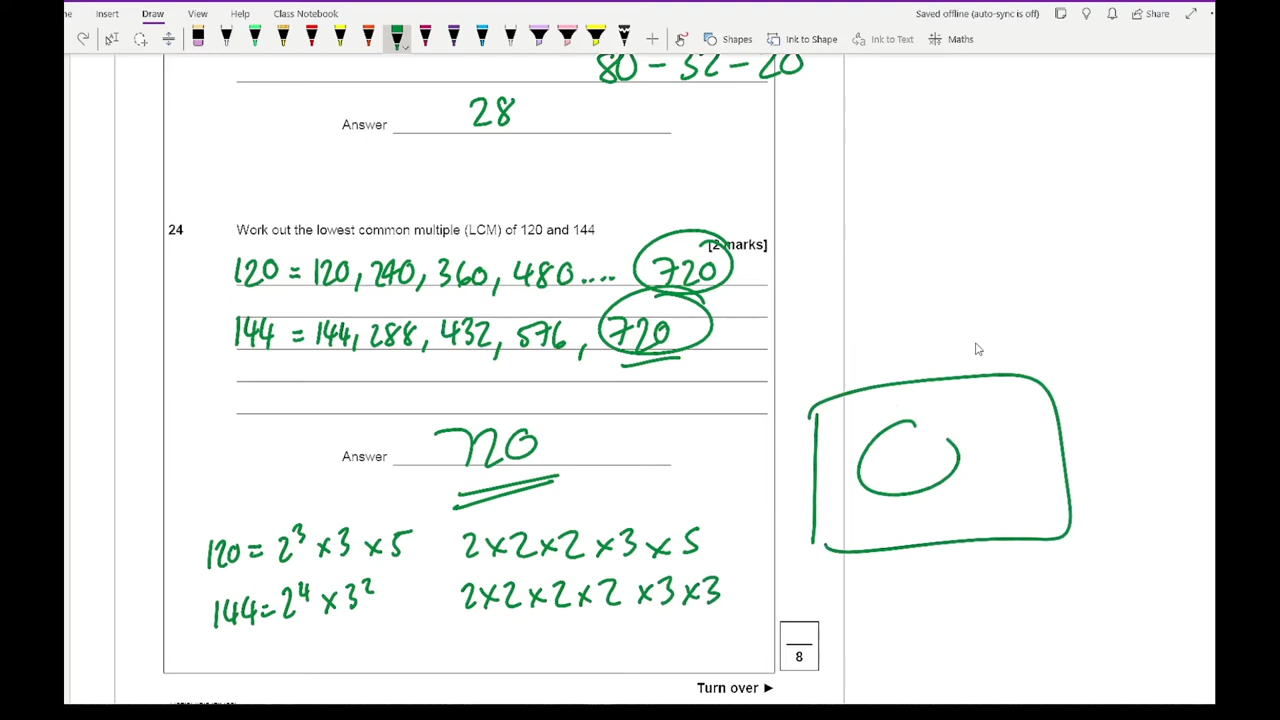 Insert Draw View Help Class Notebook Saved offline (auto-sync is off) Share
Shapes Ink to Shape Ink to Text Maths
80 - 32 - 20
Answer 28
24 Work out the lowest common multiple (LCM) of 120 and 144
[2 marks]
120 = 120, 240, 360, 480.... 720
144 = 144, 288, 432, 576, 720
Answer 720
120 = 2³ × 3 × 5 2 × 2 × 2 × 3 × 5
144 = 2⁴ × 3² 2 × 2 × 2 × 2 × 3 × 3
8
Turn over ►